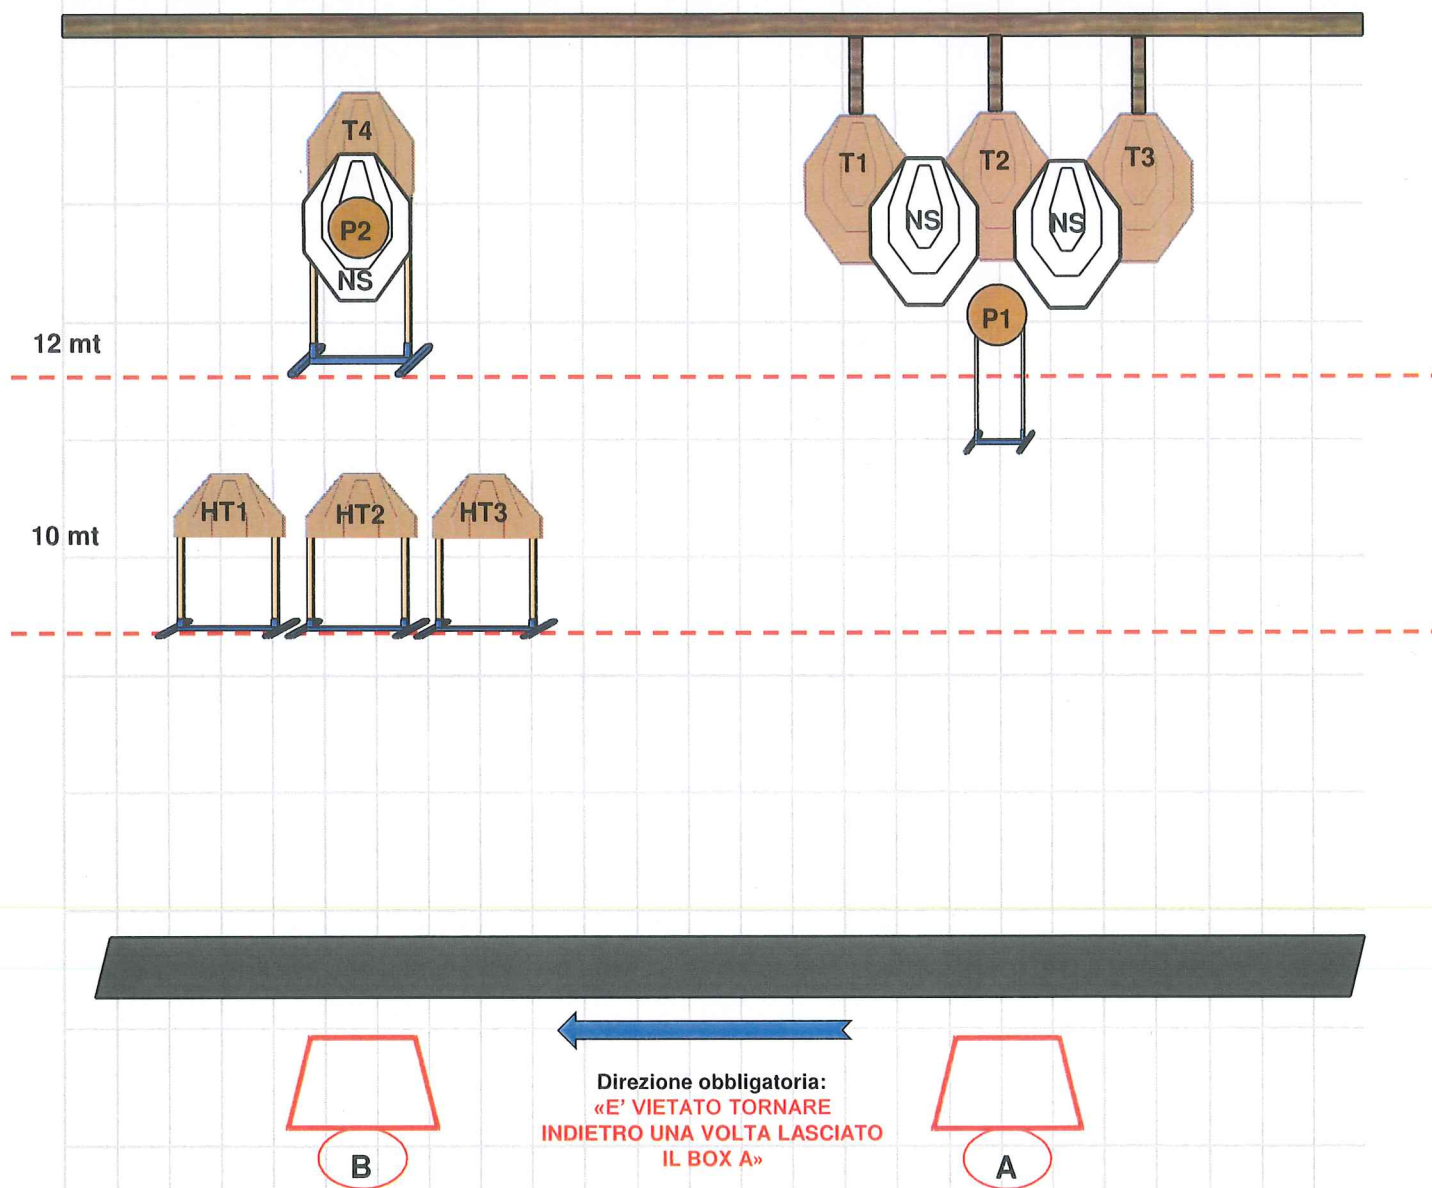 T4
T1
T2
T3
NS
NS
P2
NS
P1
12 mt
HT1
HT2
HT3
10 mt
Direzione obbligatoria:
«E' VIETATO TORNARE
INDIETRO UNA VOLTA LASCIATO
IL BOX A»
B
A